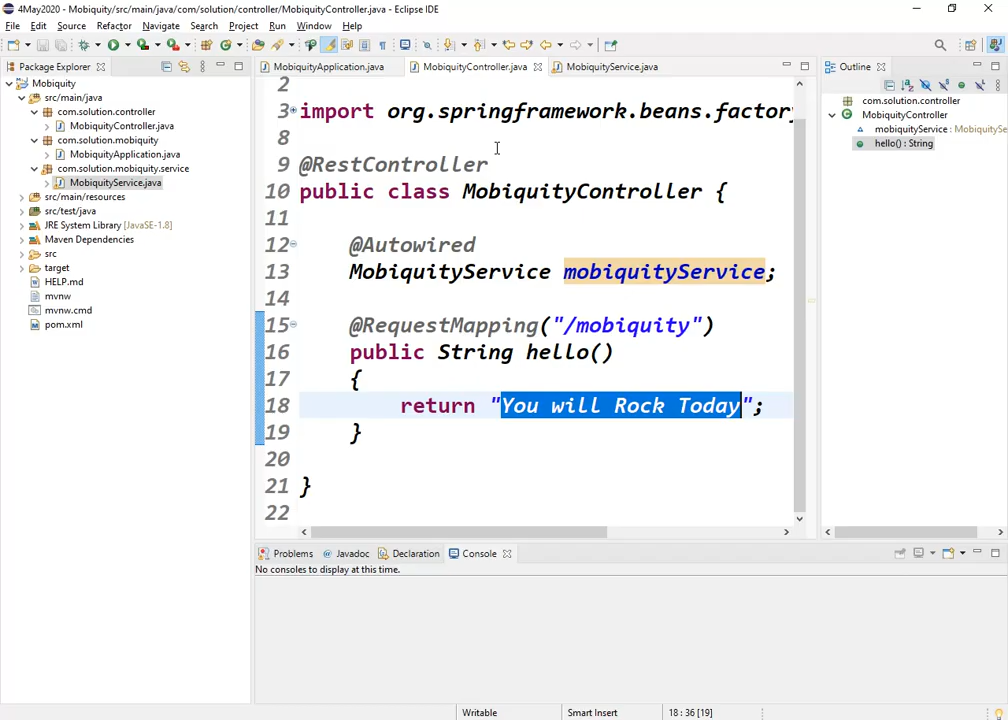 4May2020 - Mobiquity/src/main/java/com/solution/controller/MobiquityController.java - Eclipse IDE
File Edit Source Refactor Navigate Search Project Run Window Help
Package Explorer
Mobiquity
src/main/java
com.solution.controller
MobiquityController.java
com.solution.mobiquity
MobiquityApplication.java
com.solution.mobiquity.service
MobiquityService.java
src/main/resources
src/test/java
JRE System Library [JavaSE-1.8]
Maven Dependencies
src
target
HELP.md
mvnw
mvnw.cmd
pom.xml
MobiquityApplication.java MobiquityController.java MobiquityService.java
2
3 import org.springframework.beans.factory
8
9 @RestController
10 public class MobiquityController {
11
12 @Autowired
13 MobiquityService mobiquityService;
14
15 @RequestMapping("/mobiquity")
16 public String hello()
17 {
18 return "You will Rock Today";
19 }
20
21 }
22
Outline
com.solution.controller
MobiquityController
mobiquityService : MobiquitySe
hello() : String
Problems Javadoc Declaration Console
No consoles to display at this time.
Writable Smart Insert 18 : 36 [19]